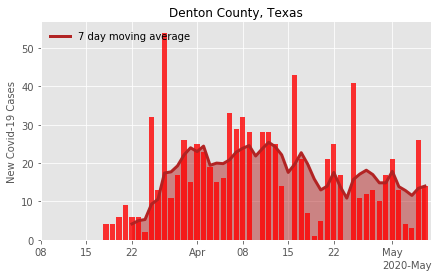 Denton County, Texas
7 day moving average
New Covid-19 Cases
50
40
30
20
10
0
08 15 22 Apr 08 15 22 May
2020-May